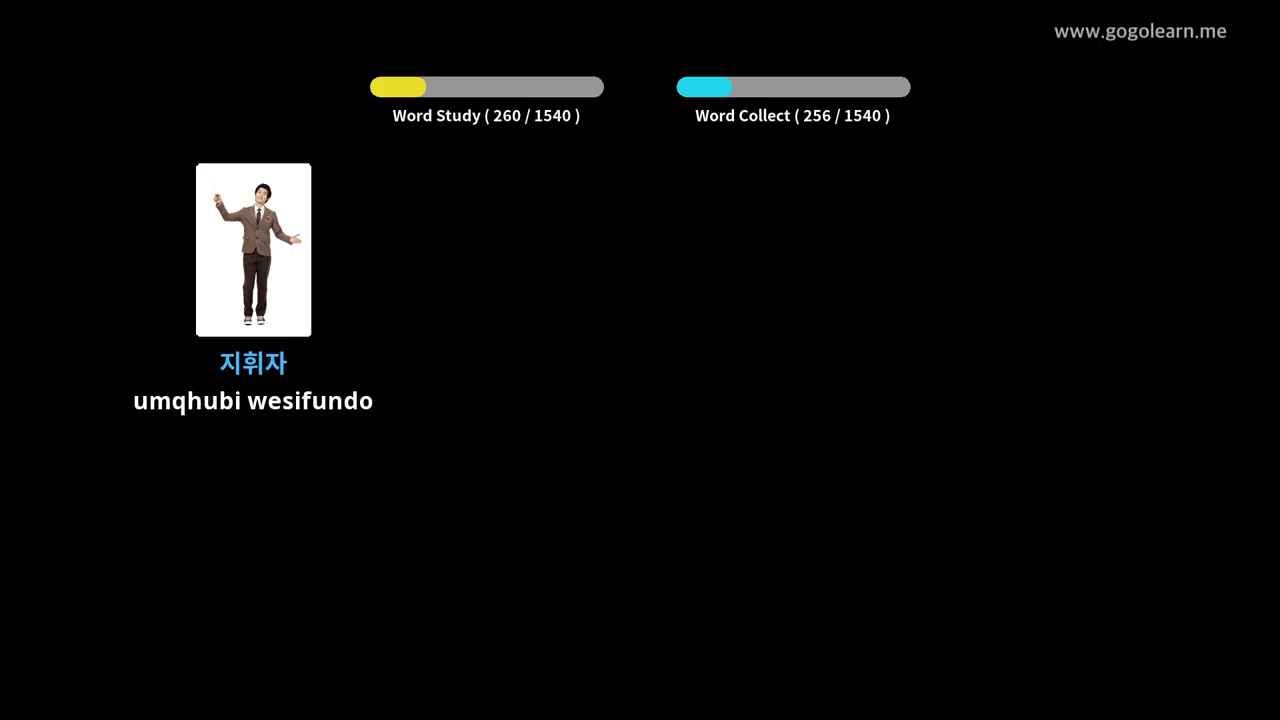 www.gogolearn.me
Word Study ( 260 / 1540 )
Word Collect ( 256 / 1540 )
지휘자
umqhubi wesifundo